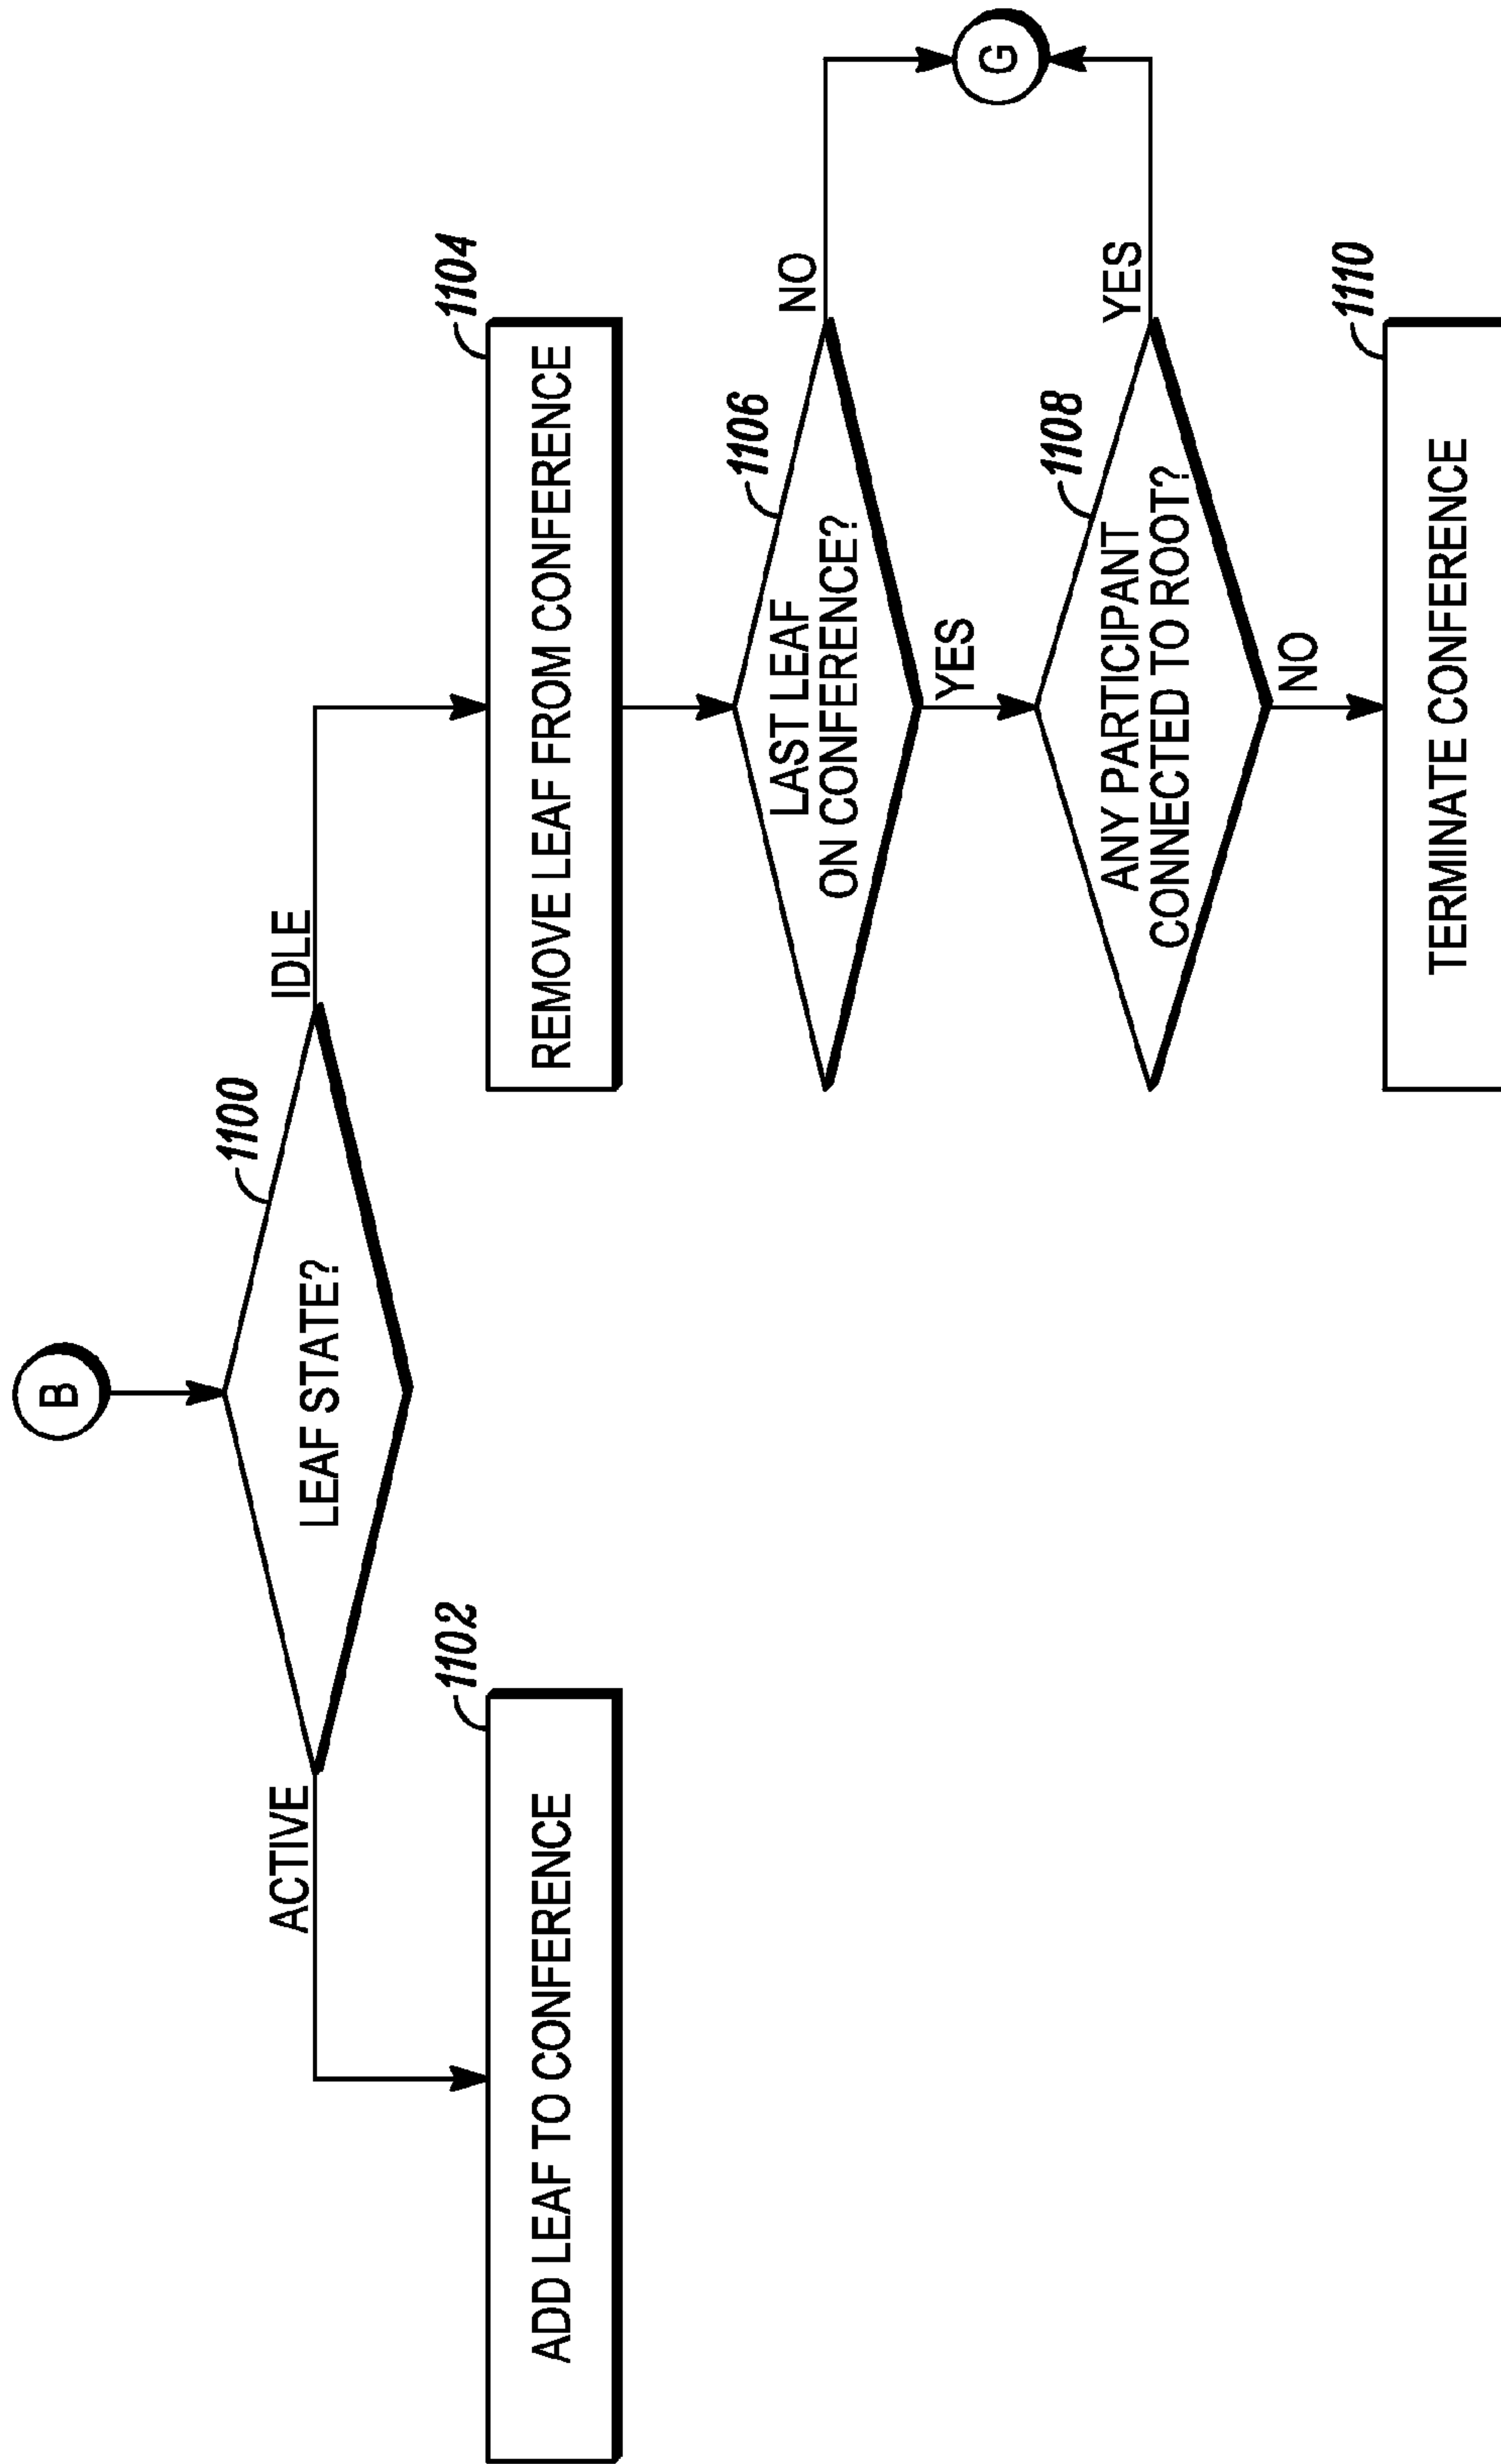 B
1100
LEAF STATE?
ACTIVE
IDLE
1102
ADD LEAF TO CONFERENCE
1104
REMOVE LEAF FROM CONFERENCE
1106
LAST LEAF
ON CONFERENCE?
NO
YES
G
1108
ANY PARTICIPANT
CONNECTED TO ROOT?
YES
NO
1110
TERMINATE CONFERENCE